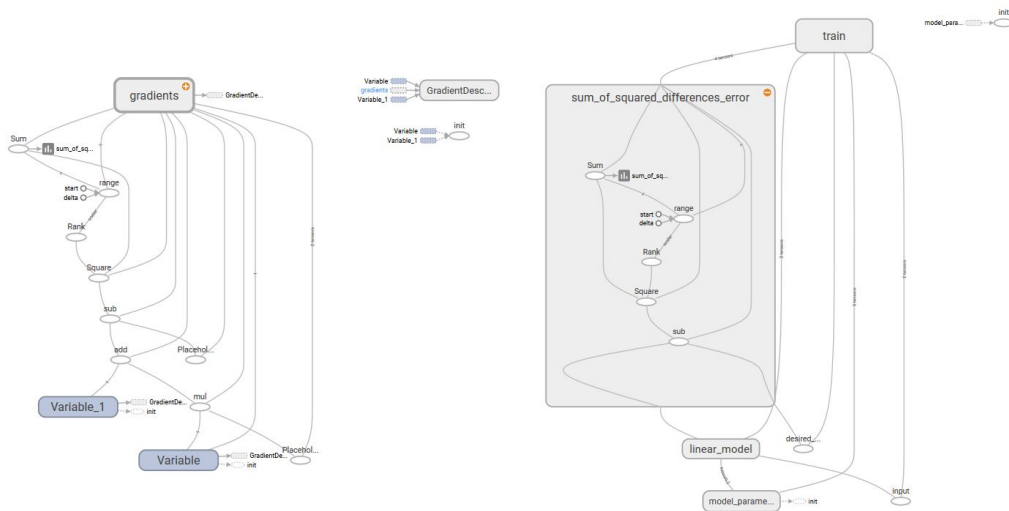 gradients
GradientDe...
Sum
sum_of_sq...
range
start
delta
Rank
Square
sub
add
Placehol...
Variable_1
GradientDe...
init
mul
Variable
GradientDe...
init
Placehol...
Variable
gradients
Variable_1
GradientDesc...
Variable
Variable_1
init
train
init
model_para...
sum_of_squared_differences_error
Sum
sum_of_sq...
range
start
delta
Rank
Square
sub
linear_model
desired_...
model_parame...
init
input